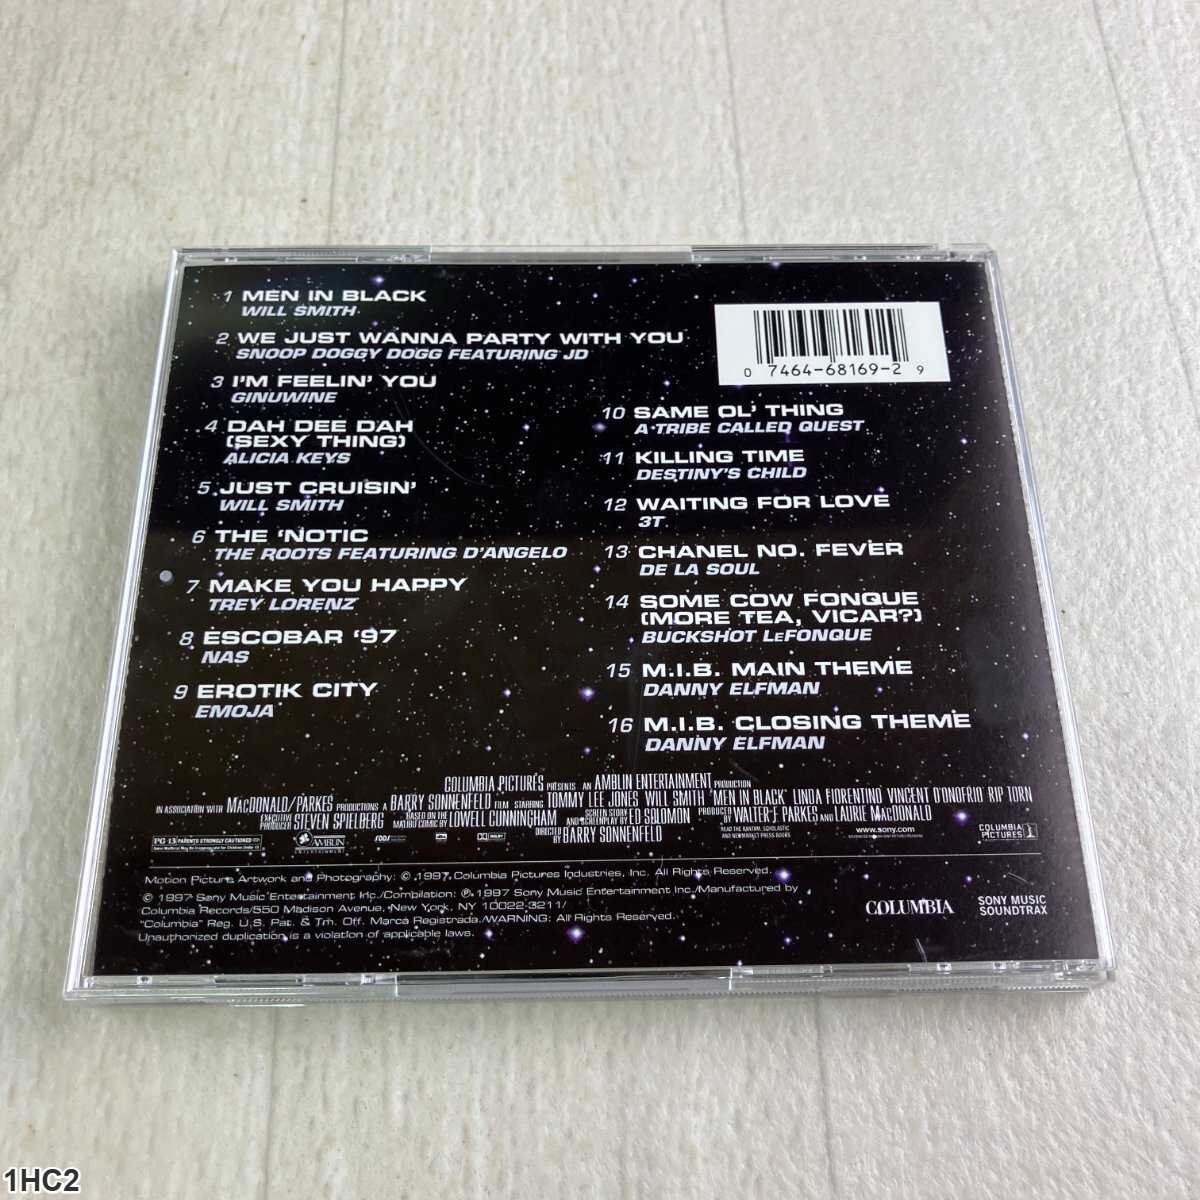 1 MEN IN BLACK
WILL SMITH
2 WE JUST WANNA PARTY WITH YOU
SNOOP DOGGY DOGG FEATURING JD
3 I'M FEELIN' YOU
GINUWINE
4 DAH DEE DAH
(SEXY THING)
ALICIA KEYS
5 JUST CRUISIN'
WILL SMITH
6 THE 'NOTIC
THE ROOTS FEATURING D'ANGELO
7 MAKE YOU HAPPY
TREY LORENZ
8 ESCOBAR '97
NAS
9 EROTIK CITY
EMOJA
0 7464-68169-2 9
10 SAME OL' THING
A TRIBE CALLED QUEST
11 KILLING TIME
DESTINY'S CHILD
12 WAITING FOR LOVE
3T
13 CHANEL NO. FEVER
DE LA SOUL
14 SOME COW FONQUE
(MORE TEA, VICAR?)
BUCKSHOT LEFONQUE
15 M.I.B. MAIN THEME
DANNY ELFMAN
16 M.I.B. CLOSING THEME
DANNY ELFMAN
COLUMBIA PICTURES PRESENTS AN AMBLIN ENTERTAINMENT PRODUCTION
IN ASSOCIATION WITH MACDONALD/PARKES PRODUCTIONS A BARRY SONNENFELD FILM STARRING TOMMY LEE JONES WILL SMITH "MEN IN BLACK" LINDA FIORENTINO VINCENT D'ONOFRIO RIP TORN
EXECUTIVE PRODUCER STEVEN SPIELBERG BASED ON THE MALIBU COMIC BY LOWELL CUNNINGHAM SCREEN STORY AND SCREENPLAY BY ED SOLOMON PRODUCED BY WALTER F. PARKES AND LAURIE MACDONALD
DIRECTED BY BARRY SONNENFELD
PG-13 PARENTS STRONGLY CAUTIONED
AMBLIN
ENTERTAINMENT
www.sony.com
COLUMBIA
PICTURES
Motion Picture Artwork and Photography: © 1997 Columbia Pictures Industries, Inc. All Rights Reserved.
© 1997 Sony Music Entertainment Inc./Compilation: ℗ 1997 Sony Music Entertainment Inc./Manufactured by
Columbia Records/550 Madison Avenue, New York, NY 10022-3211/
"Columbia" Reg. U.S. Pat. & Tm. Off. Marca Registrada./WARNING: All Rights Reserved.
Unauthorized duplication is a violation of applicable laws.
COLUMBIA
SONY MUSIC
SOUNDTRAX
1HC2